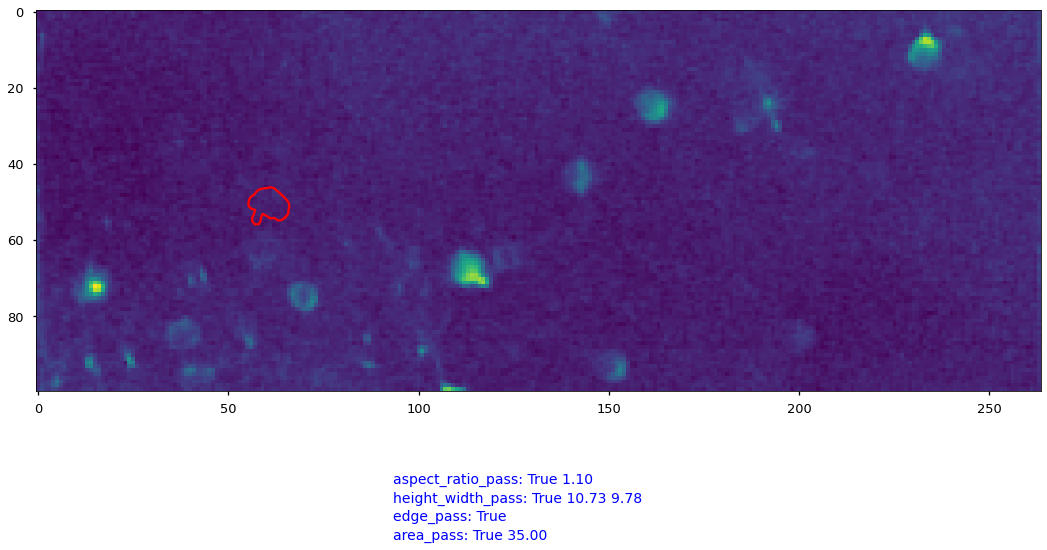 0
20
40
60
80
0 50 100 150 200 250
aspect_ratio_pass: True 1.10
height_width_pass: True 10.73 9.78
edge_pass: True
area_pass: True 35.00